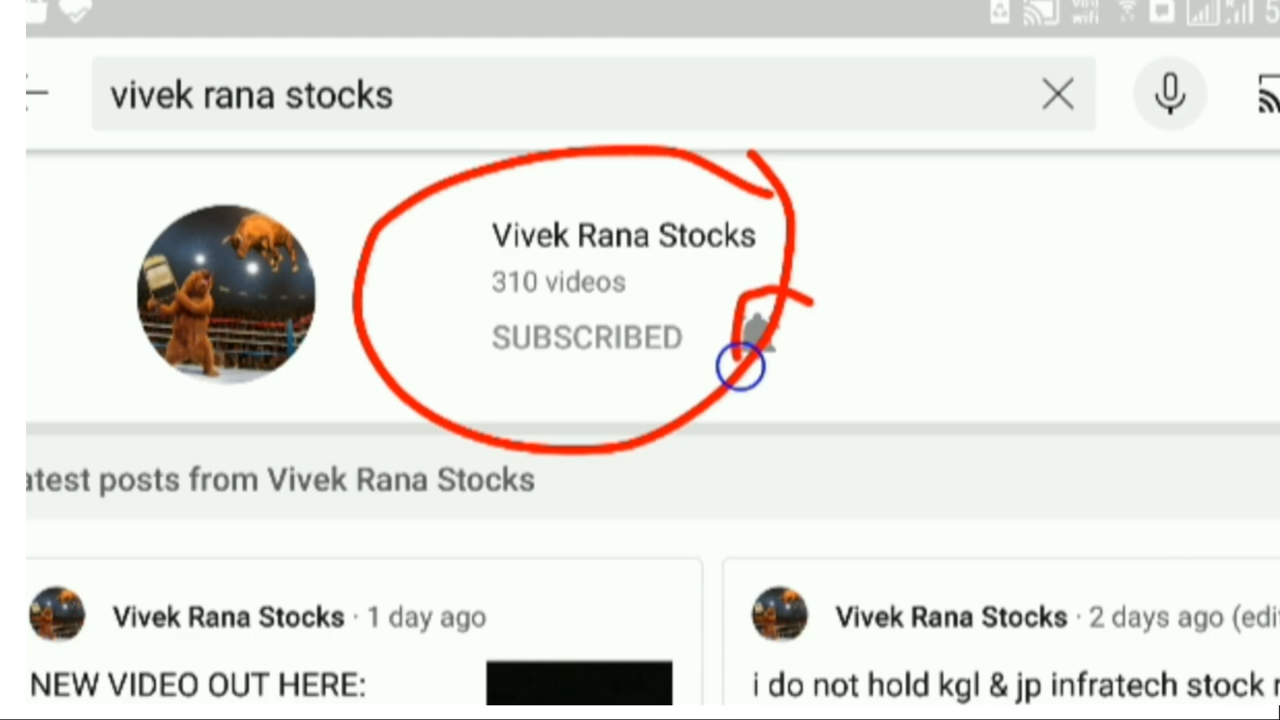 VoU
wifi
vivek rana stocks
Vivek Rana Stocks
310 videos
SUBSCRIBED
atest posts from Vivek Rana Stocks
Vivek Rana Stocks · 1 day ago
NEW VIDEO OUT HERE:
Vivek Rana Stocks · 2 days ago (edi
i do not hold kgl & jp infratech stock